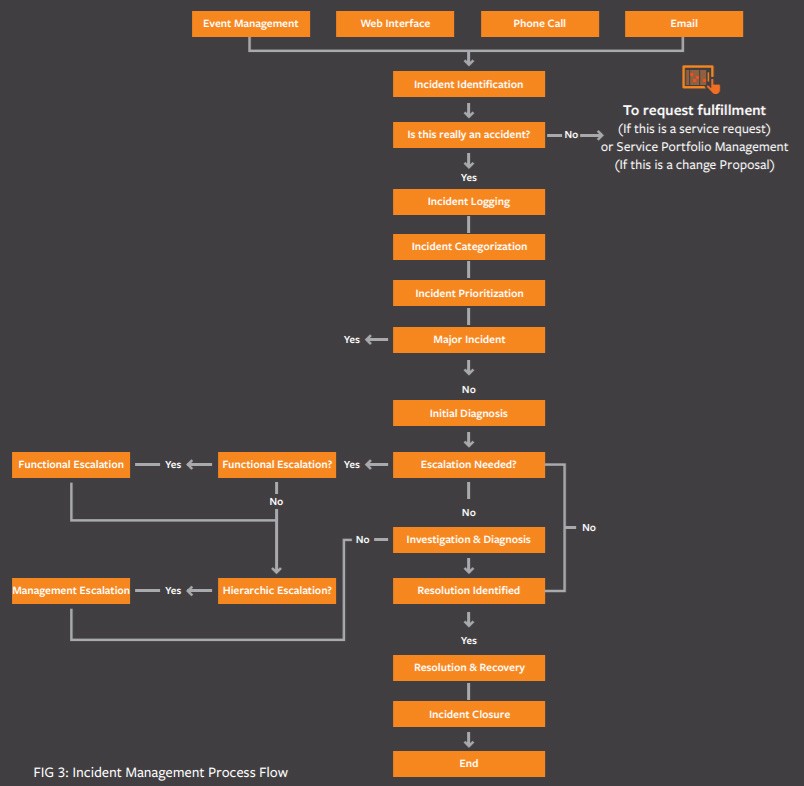 Event Management
Web Interface
Phone Call
Email
Incident Identification
To request fulfillment
(If this is a service request)
or Service Portfolio Management
(If this is a change Proposal)
Is this really an accident?
No
Yes
Incident Logging
Incident Categorization
Incident Prioritization
Yes
Major Incident
No
Initial Diagnosis
Functional Escalation
Yes
Functional Escalation?
Yes
Escalation Needed?
No
No
No
No
Investigation & Diagnosis
Management Escalation
Yes
Hierarchic Escalation?
Resolution Identified
Yes
Resolution & Recovery
Incident Closure
End
FIG 3: Incident Management Process Flow